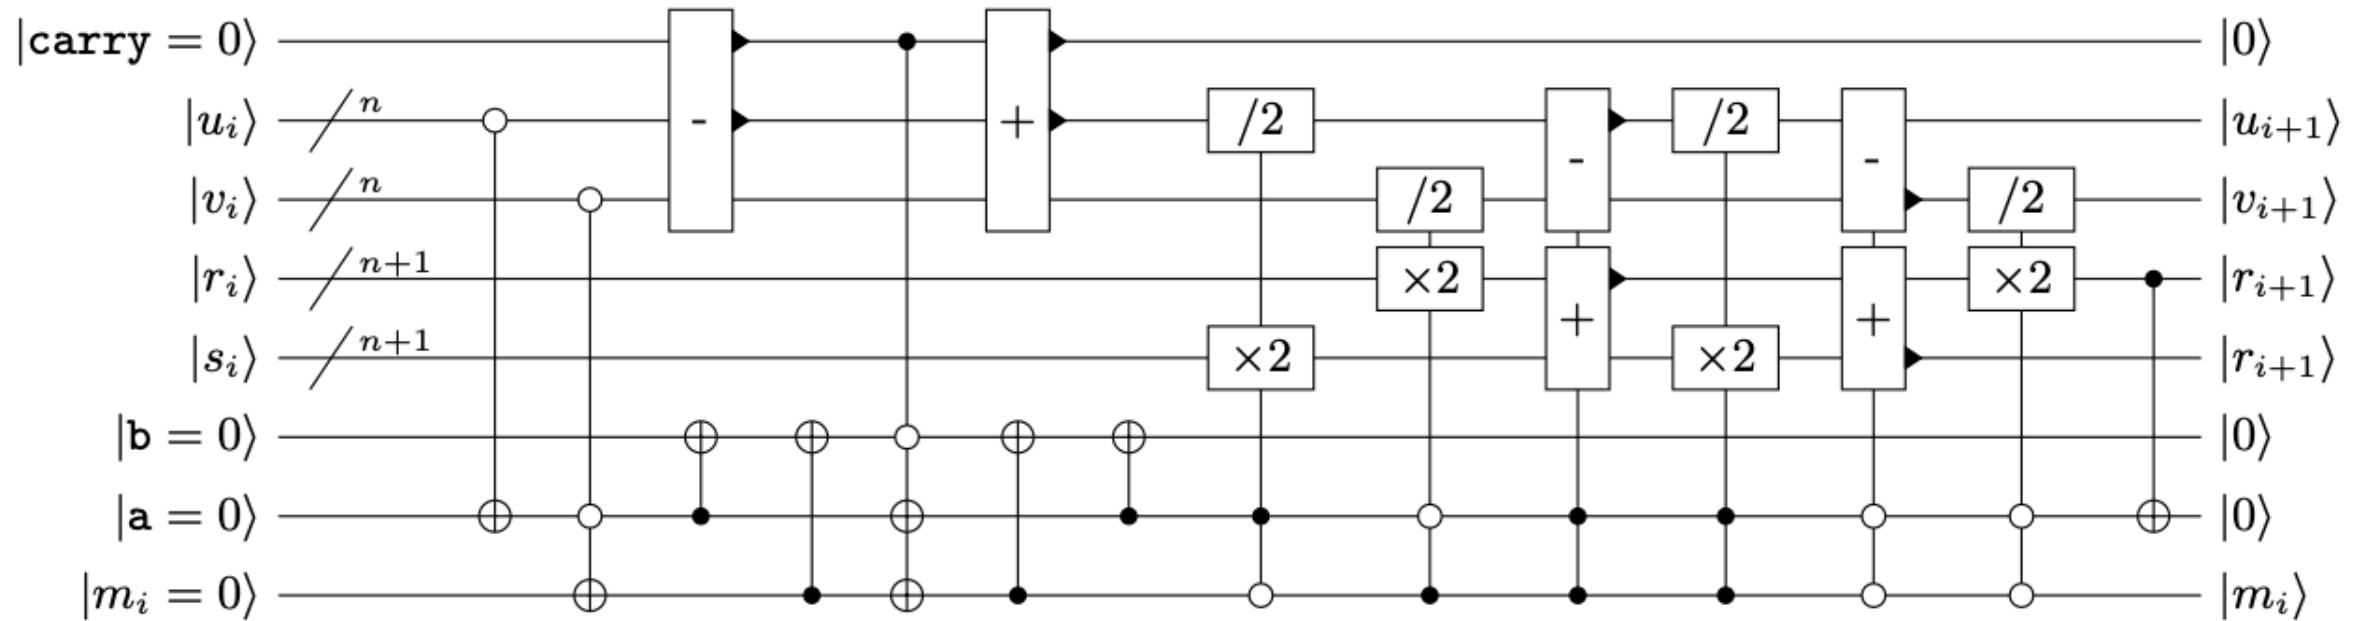 |carry = 0⟩ - + |0⟩
|u_i⟩ n /2 - /2 - |u_{i+1}⟩
|v_i⟩ n /2 /2 |v_{i+1}⟩
|r_i⟩ n+1 ×2 + + ×2 |r_{i+1}⟩
|s_i⟩ n+1 ×2 ×2 |r_{i+1}⟩
|b = 0⟩ |0⟩
|a = 0⟩ |0⟩
|m_i = 0⟩ |m_i⟩